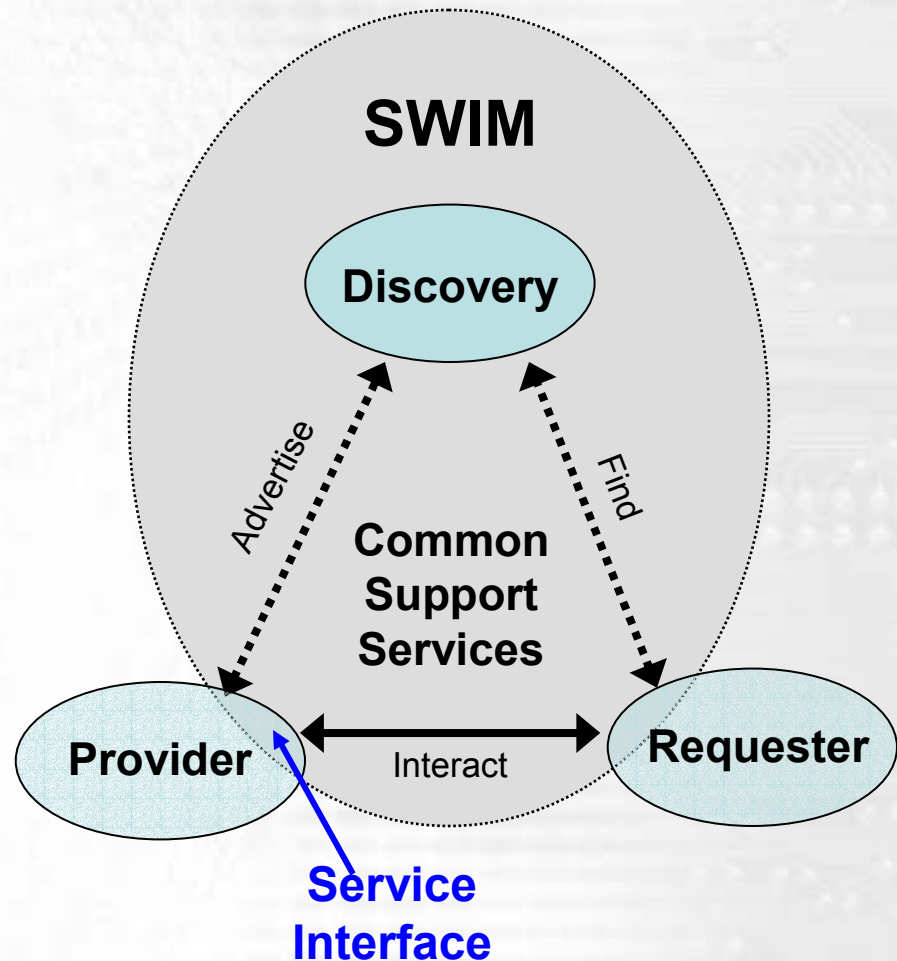 SWIM
Discovery
Advertise
Find
Common
Support
Services
Provider
Interact
Requester
Service
Interface